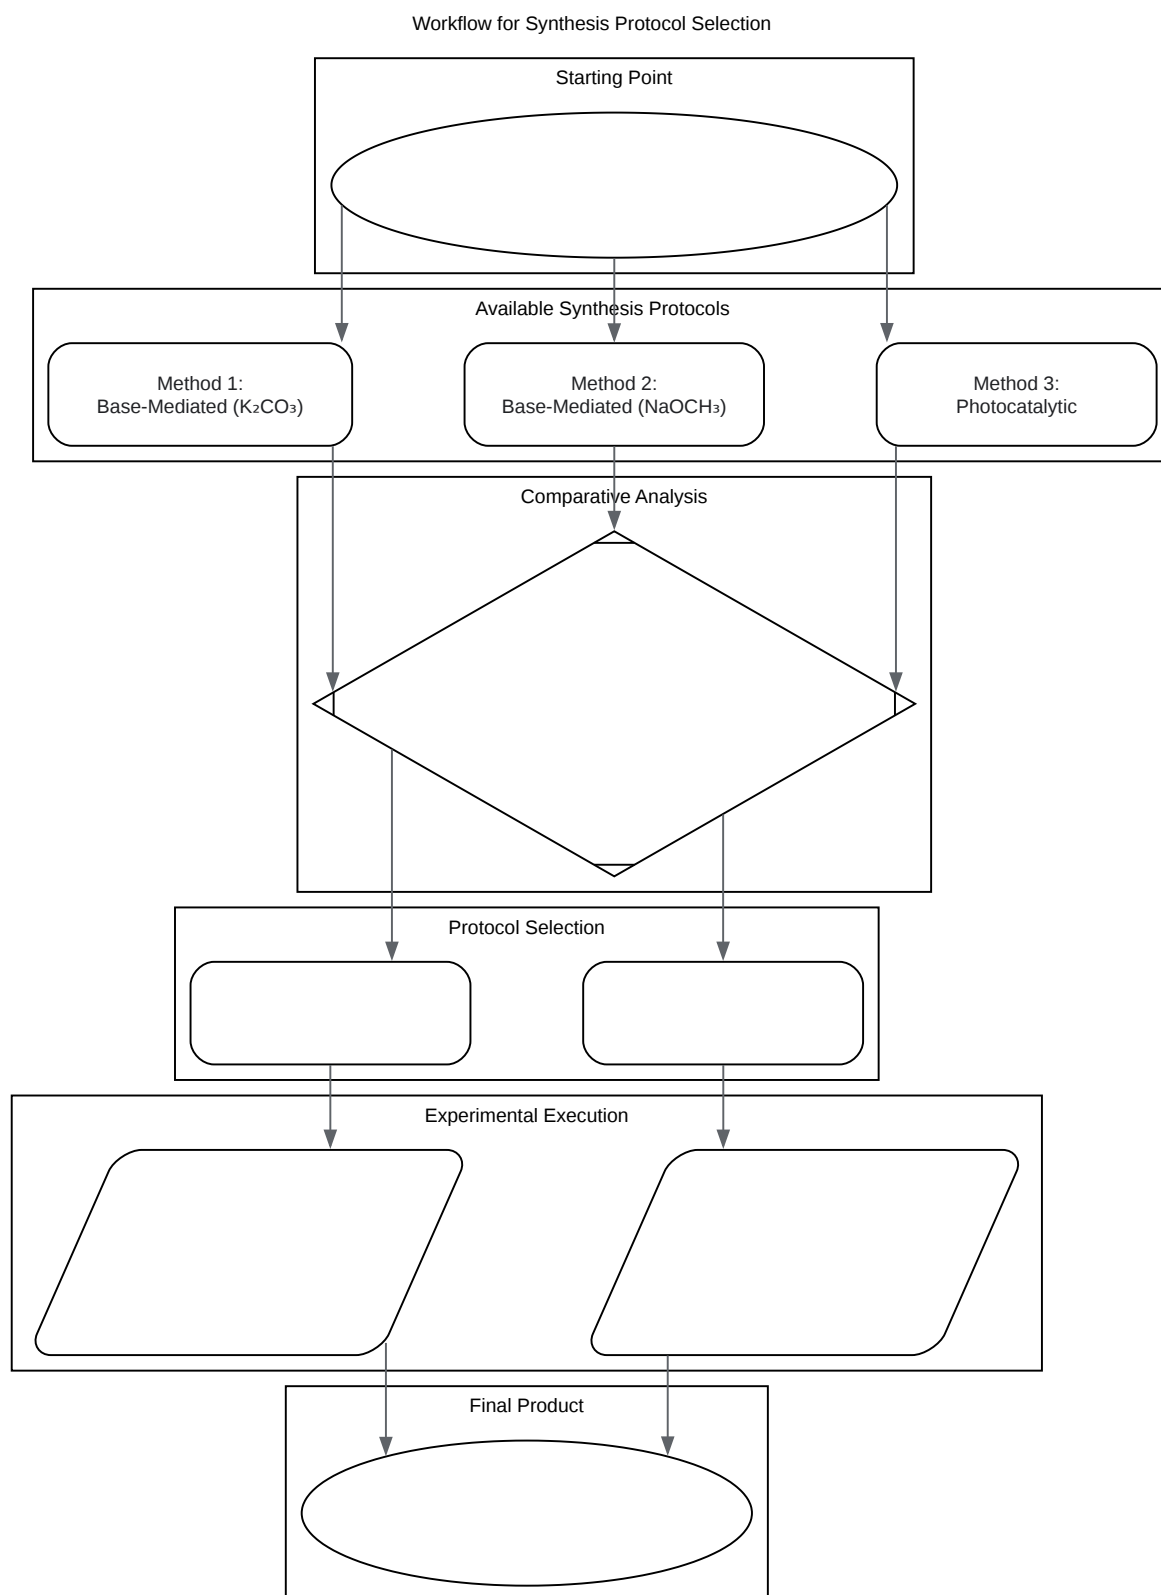 Workflow for Synthesis Protocol Selection
Starting Point
Available Synthesis Protocols
Method 1:
Base-Mediated (K₂CO₃)
Method 2:
Base-Mediated (NaOCH₃)
Method 3:
Photocatalytic
Comparative Analysis
Protocol Selection
Experimental Execution
Final Product